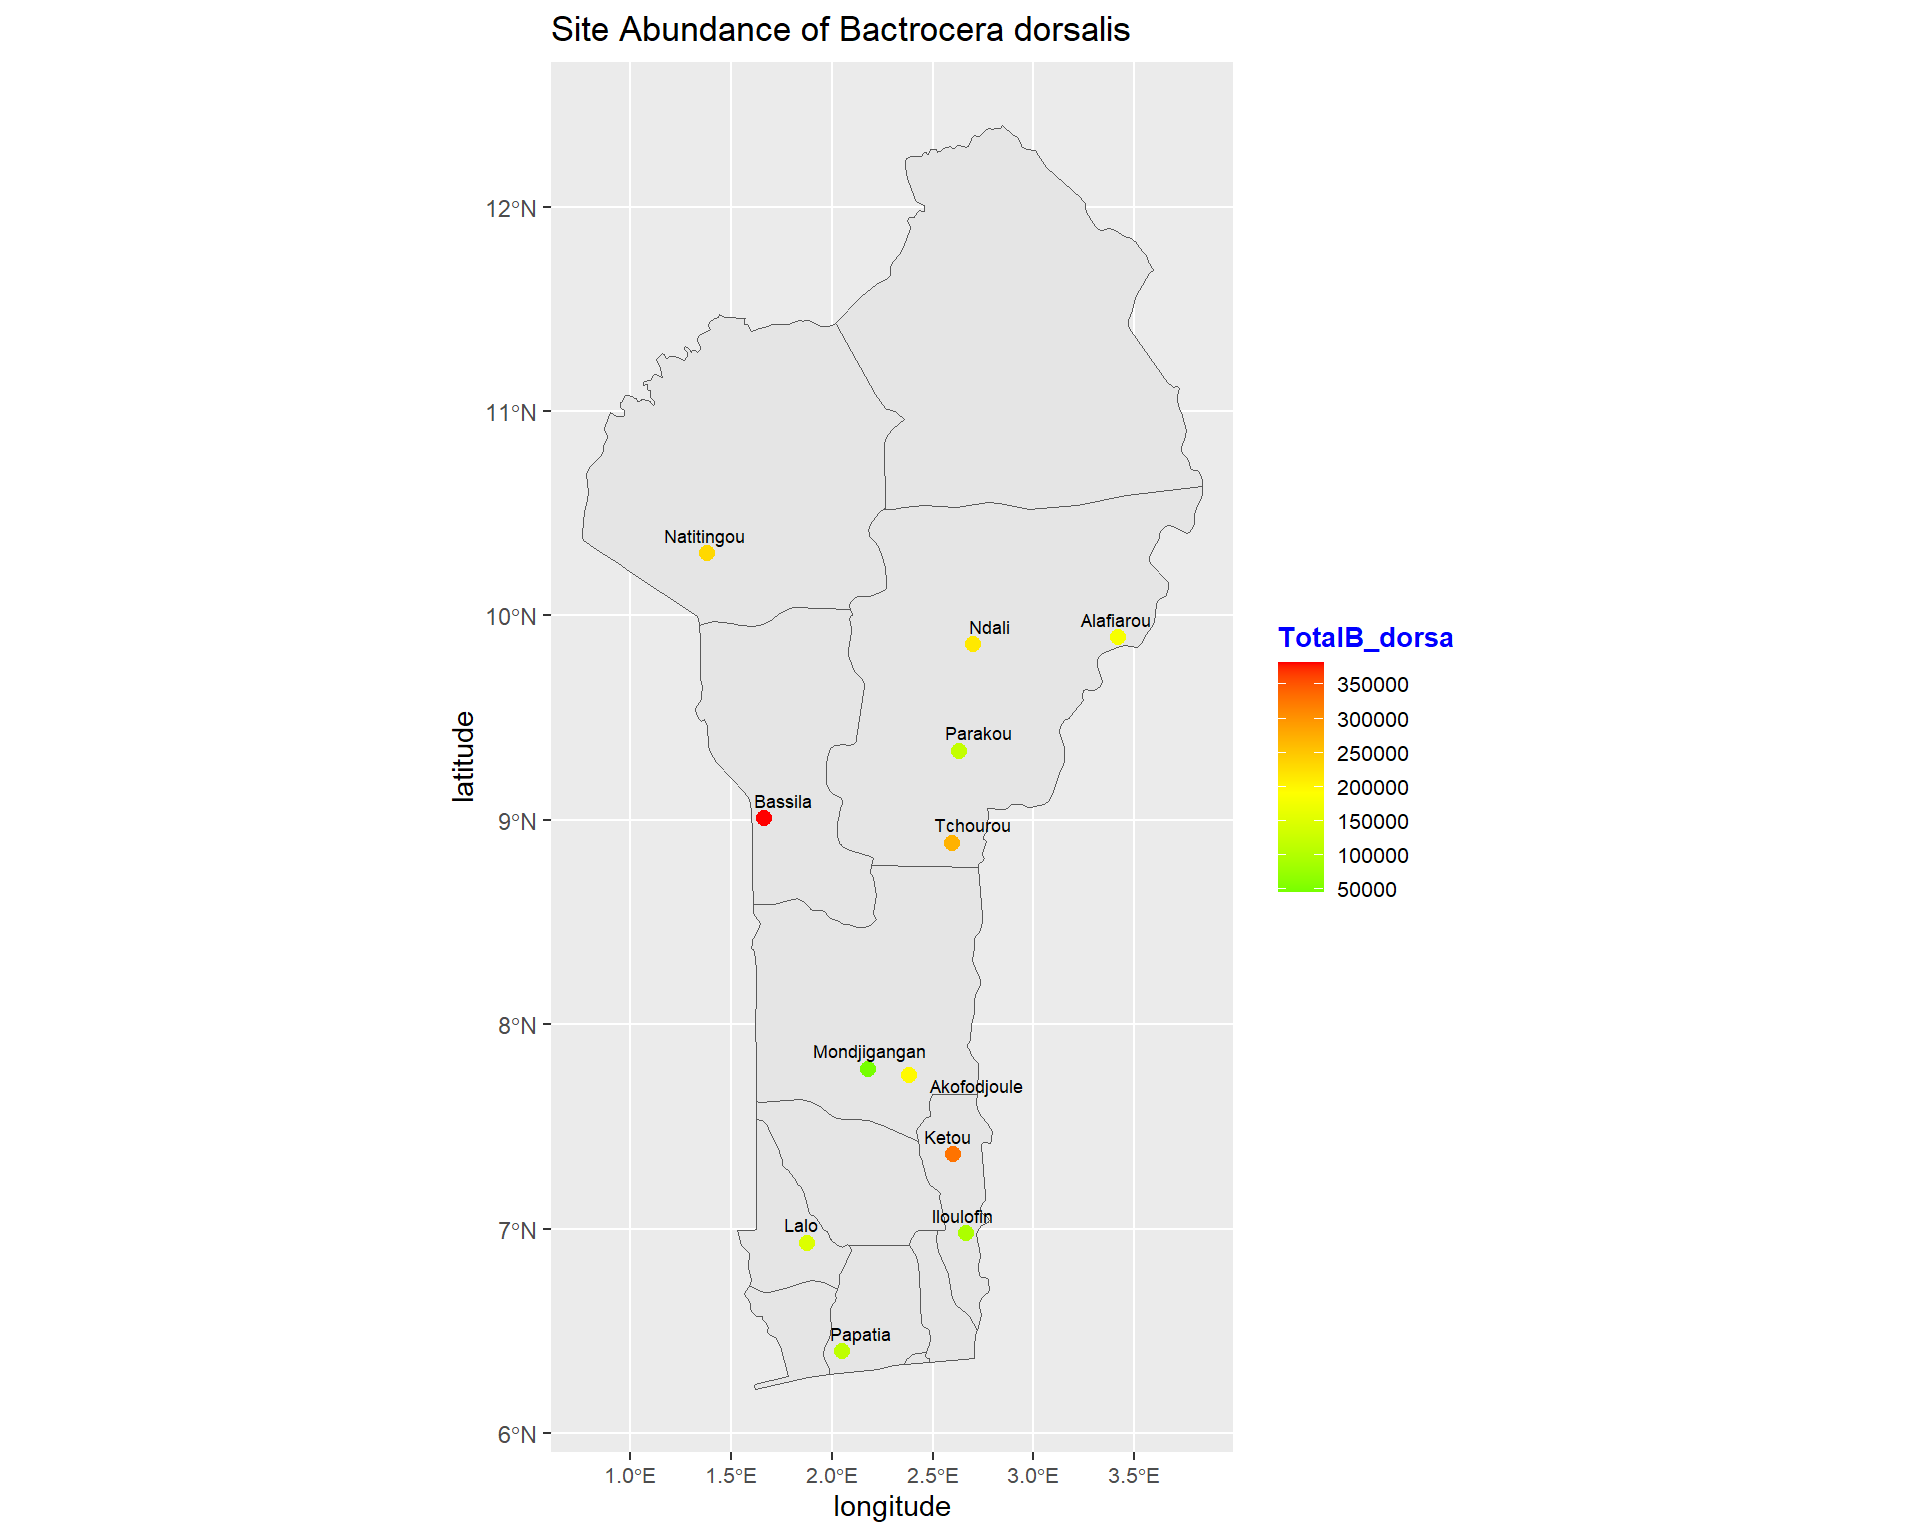 Site Abundance of Bactrocera dorsalis
12°N
11°N
10°N
9°N
8°N
7°N
6°N
latitude
Natitingou
Ndali
Alafiarou
Parakou
Bassila
Tchourou
Mondjigangan
Akofodjoule
Ketou
Iloulofin
Lalo
Papatia
1.0°E
1.5°E
2.0°E
2.5°E
3.0°E
3.5°E
longitude
TotalB_dorsa
350000
300000
250000
200000
150000
100000
50000